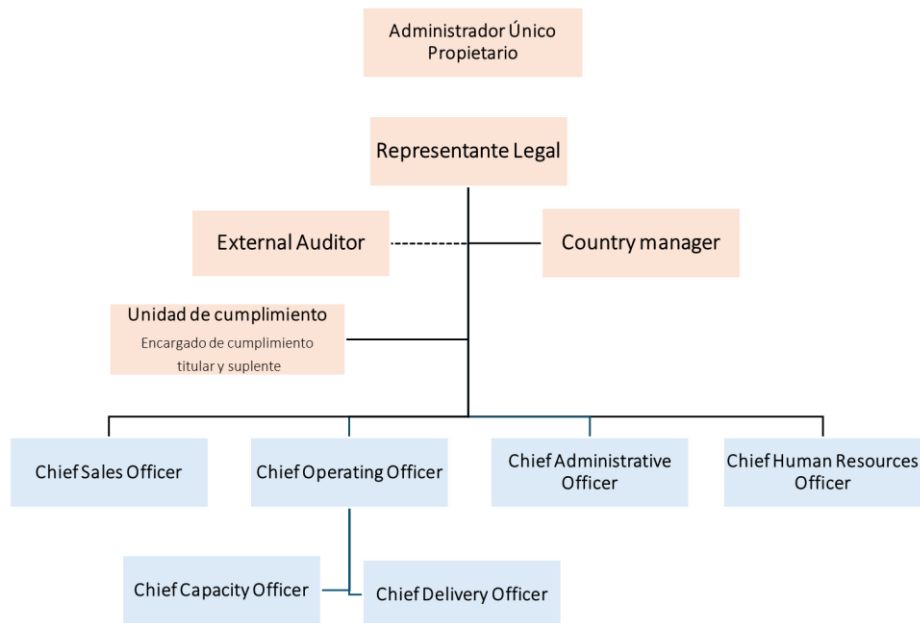 Administrador Único
Propietario
Representante Legal
External Auditor
Country manager
Unidad de cumplimiento
Encargado de cumplimiento
titular y suplente
Chief Sales Officer
Chief Operating Officer
Chief Administrative
Officer
Chief Human Resources
Officer
Chief Capacity Officer
Chief Delivery Officer